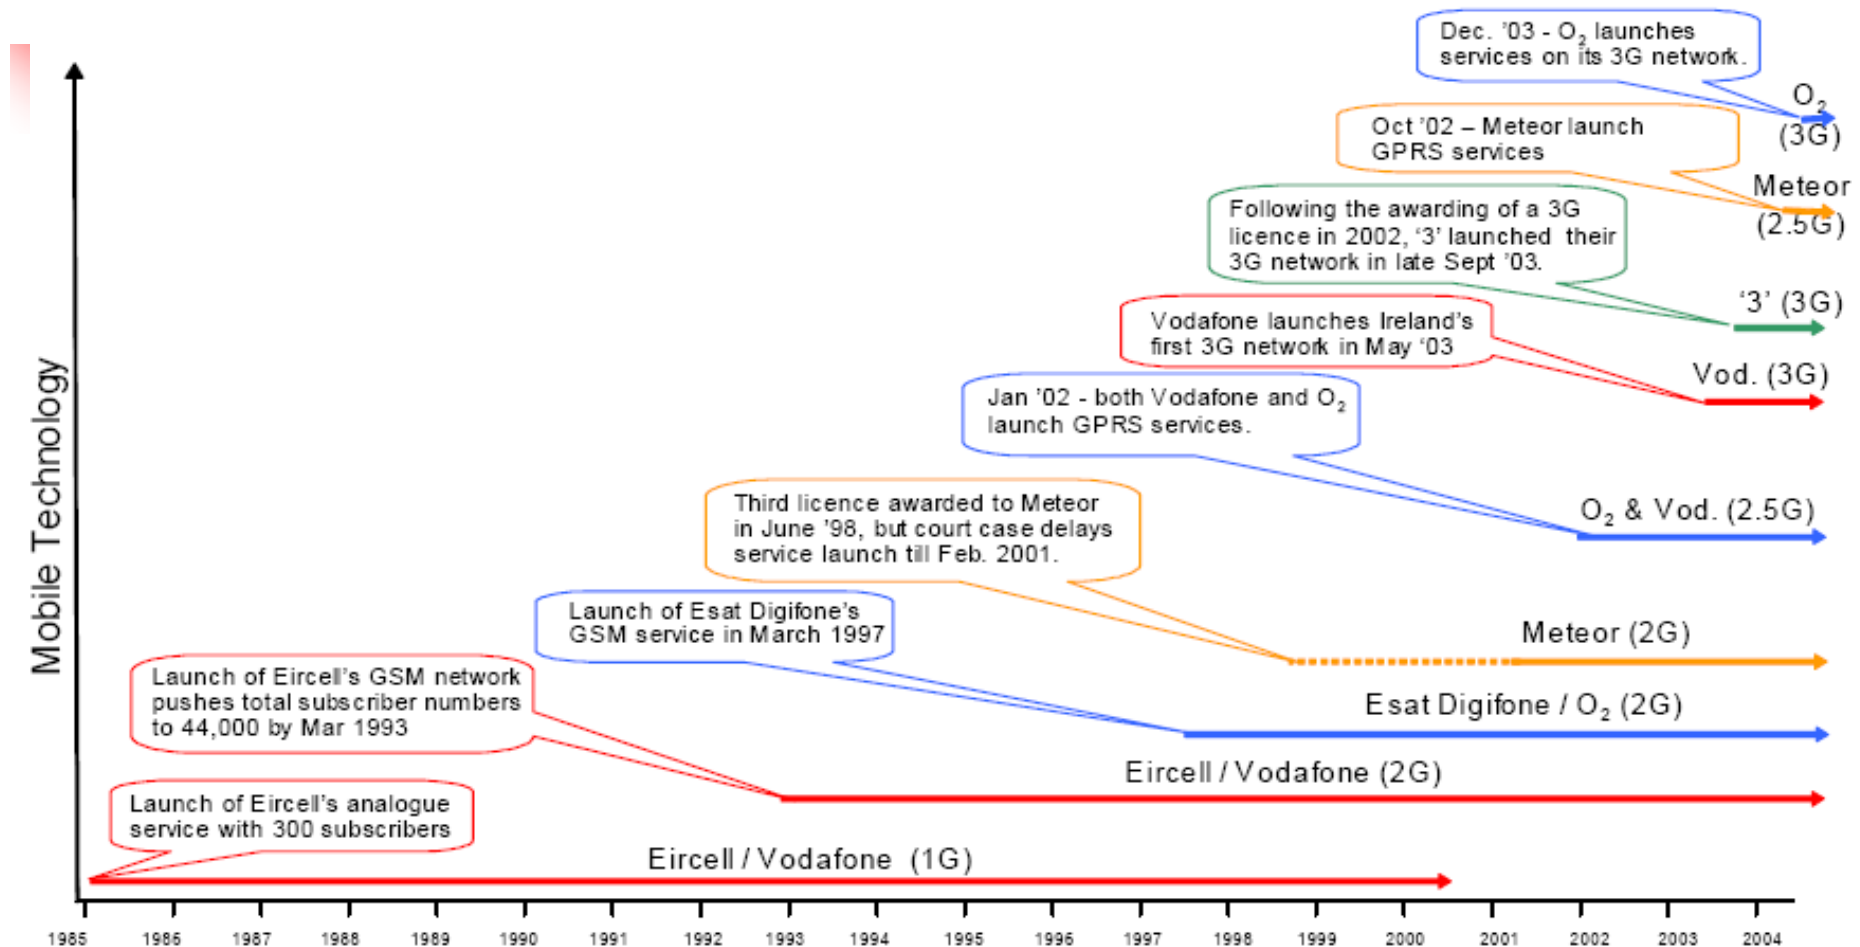 Dec. '03 - O2 launches
services on its 3G network.
O2
(3G)
Oct '02 – Meteor launch
GPRS services
Meteor
(2.5G)
Following the awarding of a 3G
licence in 2002, '3' launched their
3G network in late Sept '03.
'3' (3G)
Vodafone launches Ireland's
first 3G network in May '03
Vod. (3G)
Jan '02 - both Vodafone and O2
launch GPRS services.
O2 & Vod. (2.5G)
Third licence awarded to Meteor
in June '98, but court case delays
service launch till Feb. 2001.
Meteor (2G)
Launch of Esat Digifone's
GSM service in March 1997
Esat Digifone / O2 (2G)
Launch of Eircell's GSM network
pushes total subscriber numbers
to 44,000 by Mar 1993
Eircell / Vodafone (2G)
Launch of Eircell's analogue
service with 300 subscribers
Eircell / Vodafone (1G)
Mobile Technology
1985 1986 1987 1988 1989 1990 1991 1992 1993 1994 1995 1996 1997 1998 1999 2000 2001 2002 2003 2004